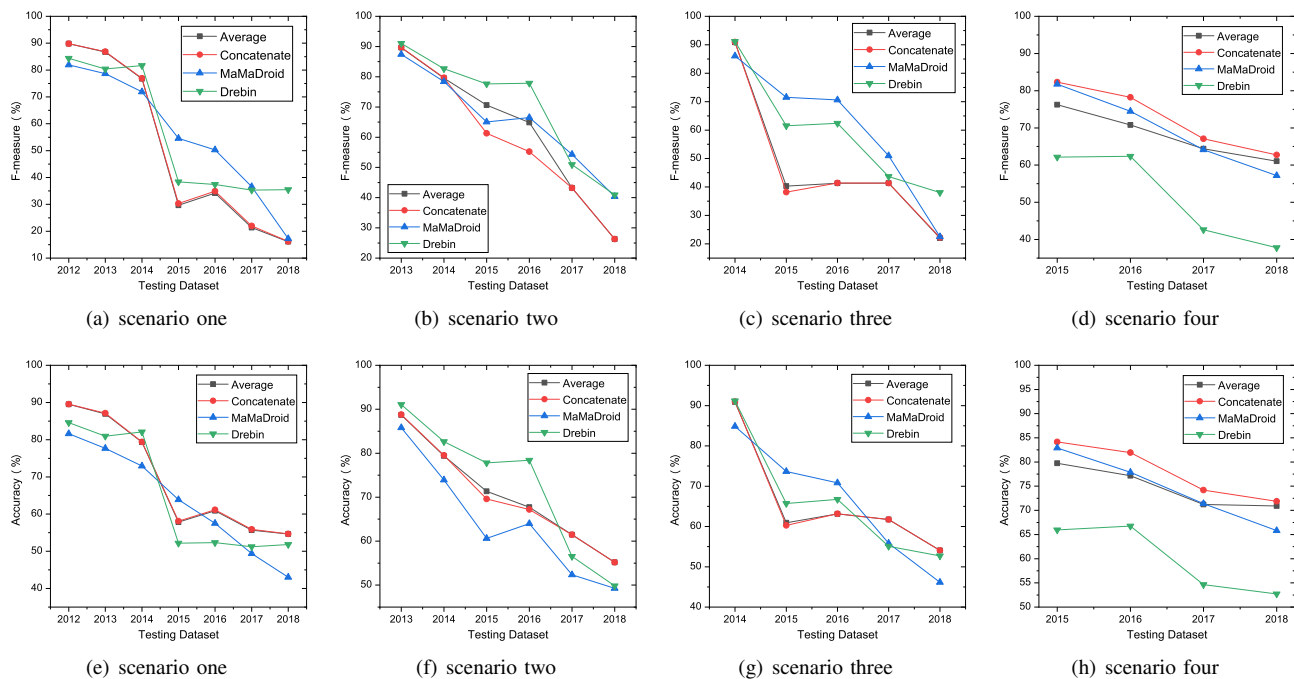 100
90
80
70
60
50
40
30
20
10
F-measure ( %)
Average
Concatenate
MaMaDroid
Drebin
2012 2013 2014 2015 2016 2017 2018
Testing Dataset
(a) scenario one
100
90
80
70
60
50
40
30
20
F-measure ( %)
Average
Concatenate
MaMaDroid
Drebin
2013 2014 2015 2016 2017 2018
Testing Dataset
(b) scenario two
100
90
80
70
60
50
40
30
20
F-measure ( %)
Average
Concatenate
MaMaDroid
Drebin
2014 2015 2016 2017 2018
Testing Dataset
(c) scenario three
100
90
80
70
60
50
40
F-measure ( %)
Average
Concatenate
MaMaDroid
Drebin
2015 2016 2017 2018
Testing Dataset
(d) scenario four
100
90
80
70
60
50
40
Accuracy ( %)
Average
Concatenate
MaMaDroid
Drebin
2012 2013 2014 2015 2016 2017 2018
Testing Dataset
(e) scenario one
100
90
80
70
60
50
Accuracy ( %)
Average
Concatenate
MaMaDroid
Drebin
2013 2014 2015 2016 2017 2018
Testing Dataset
(f) scenario two
100
90
80
70
60
50
40
Accuracy ( %)
Average
Concatenate
MaMaDroid
Drebin
2014 2015 2016 2017 2018
Testing Dataset
(g) scenario three
100
95
90
85
80
75
70
65
60
55
50
Accuracy ( %)
Average
Concatenate
MaMaDroid
Drebin
2015 2016 2017 2018
Testing Dataset
(h) scenario four